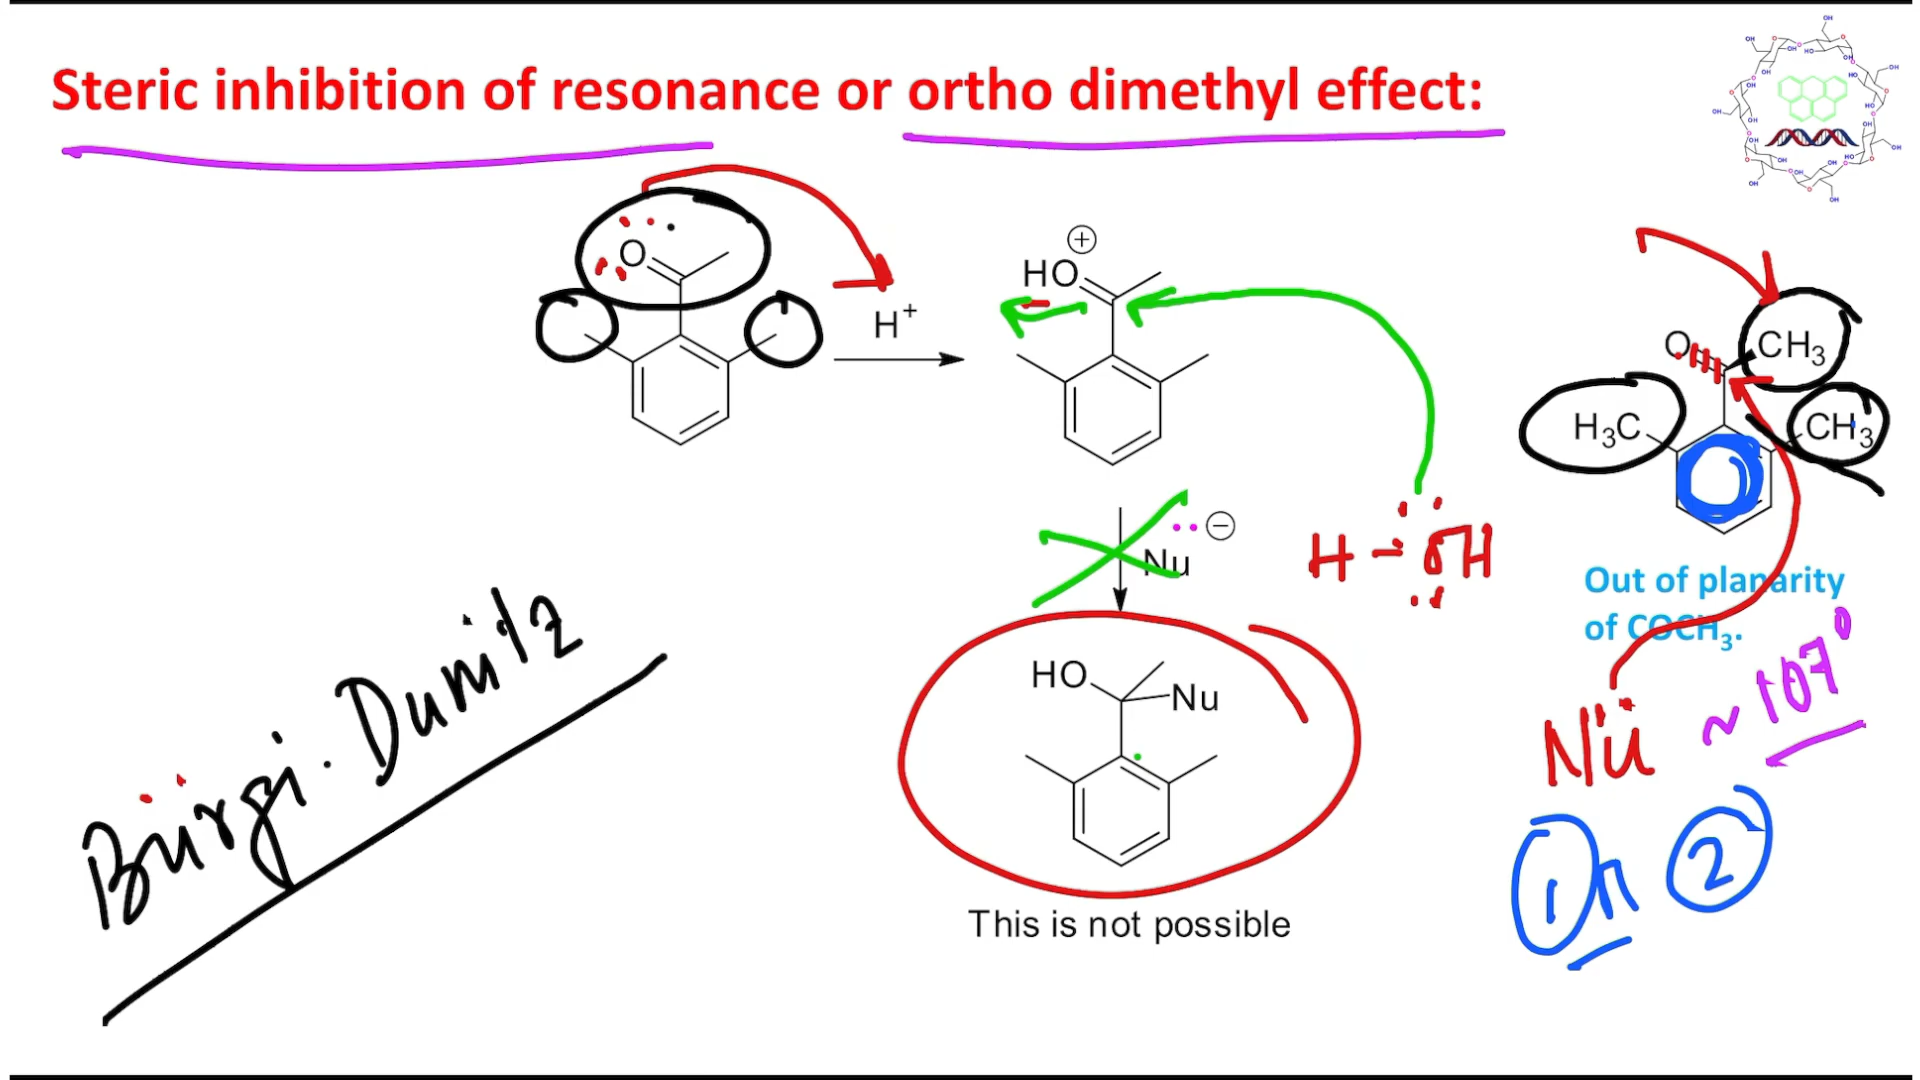 Steric inhibition of resonance or ortho dimethyl effect:
O
H+
HO
+
O
CH3
H3C
CH3
Nu
−
H-OH
Out of planarity
of COCH3.
Bürgi. Dunitz
HO
Nu
~107°
Nu
1 or 2
This is not possible